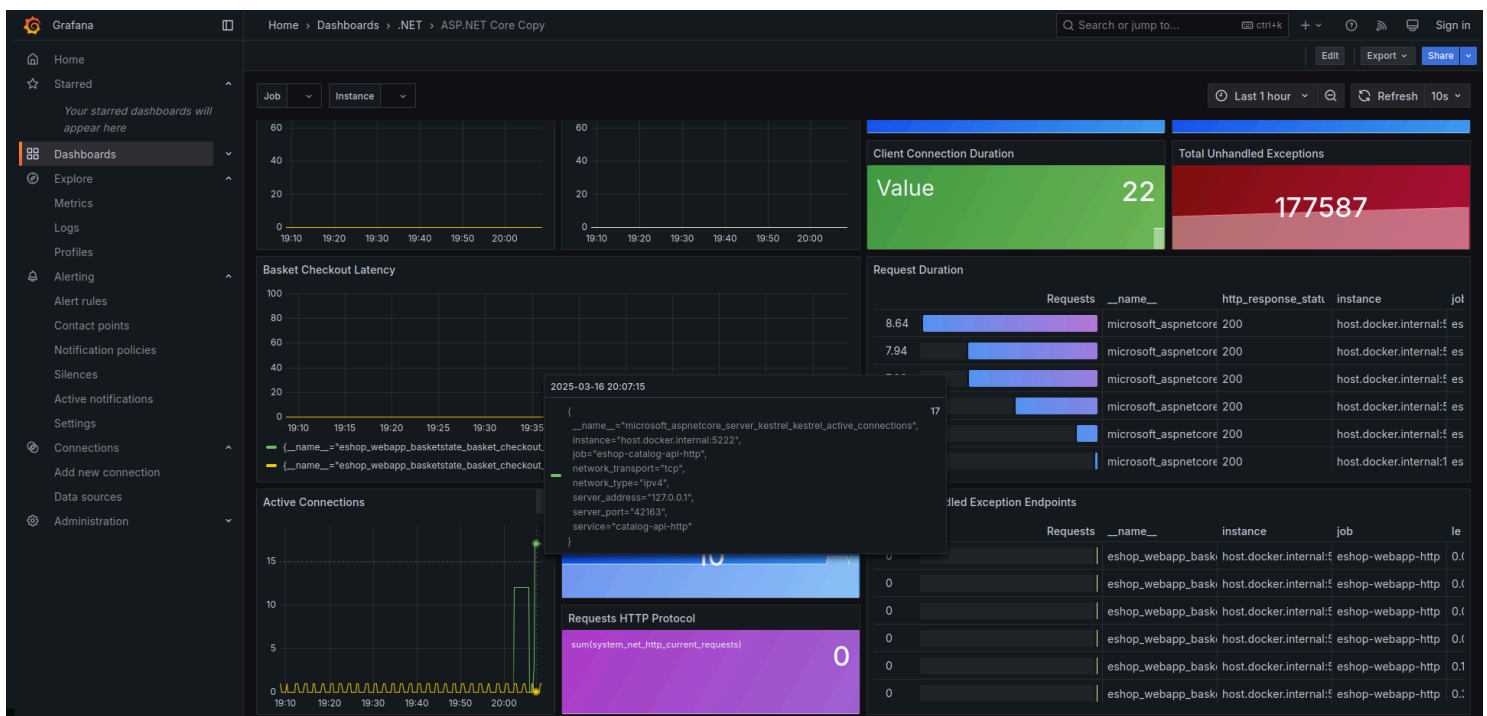 Grafana
Home › Dashboards › .NET › ASP.NET Core Copy
Search or jump to...
ctrl+k
Sign in
Home
Starred
Your starred dashboards will
appear here
Dashboards
Explore
Metrics
Logs
Profiles
Alerting
Alert rules
Contact points
Notification policies
Silences
Active notifications
Settings
Connections
Add new connection
Data sources
Administration
Edit
Export
Share
Job
Instance
Last 1 hour
Refresh
10s
60
40
20
0
19:10 19:20 19:30 19:40 19:50 20:00
60
40
20
0
19:10 19:20 19:30 19:40 19:50 20:00
Client Connection Duration
Value
22
Total Unhandled Exceptions
177587
Basket Checkout Latency
100
80
60
40
20
0
19:10 19:15 19:20 19:25 19:30 19:35
{__name__="eshop_webapp_basketstate_basket_checkout_
{__name__="eshop_webapp_basketstate_basket_checkout_
Request Duration
Requests __name__ http_response_statu instance job
8.64 microsoft_aspnetcore 200 host.docker.internal:5 es
7.94 microsoft_aspnetcore 200 host.docker.internal:5 es
microsoft_aspnetcore 200 host.docker.internal:5 es
microsoft_aspnetcore 200 host.docker.internal:5 es
microsoft_aspnetcore 200 host.docker.internal:5 es
microsoft_aspnetcore 200 host.docker.internal:1 es
2025-03-16 20:07:15
{ 17
__name__="microsoft_aspnetcore_server_kestrel_kestrel_active_connections",
instance="host.docker.internal:5222",
job="eshop-catalog-api-http",
network_transport="tcp",
network_type="ipv4",
server_address="127.0.0.1",
server_port="42163",
service="catalog-api-http"
}
Active Connections
15
10
5
0
19:10 19:20 19:30 19:40 19:50 20:00
10
Requests HTTP Protocol
sum(system_net_http_current_requests)
0
dled Exception Endpoints
Requests __name__ instance job le
0 eshop_webapp_bask host.docker.internal:5 eshop-webapp-http 0.0
0 eshop_webapp_bask host.docker.internal:5 eshop-webapp-http 0.0
0 eshop_webapp_bask host.docker.internal:5 eshop-webapp-http 0.0
0 eshop_webapp_bask host.docker.internal:5 eshop-webapp-http 0.0
0 eshop_webapp_bask host.docker.internal:5 eshop-webapp-http 0.1
0 eshop_webapp_bask host.docker.internal:5 eshop-webapp-http